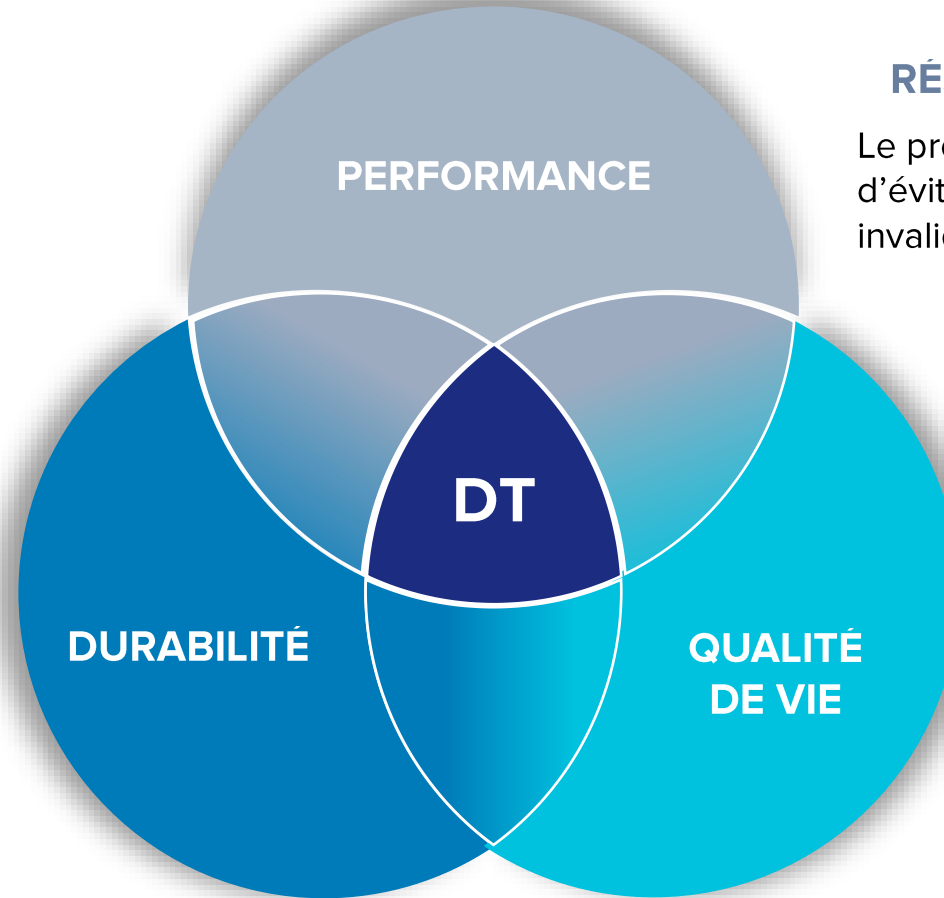 PERFORMANCE
DT
DURABILITÉ
QUALITÉ
DE VIE
RÉ
Le pr
d'évit
invali